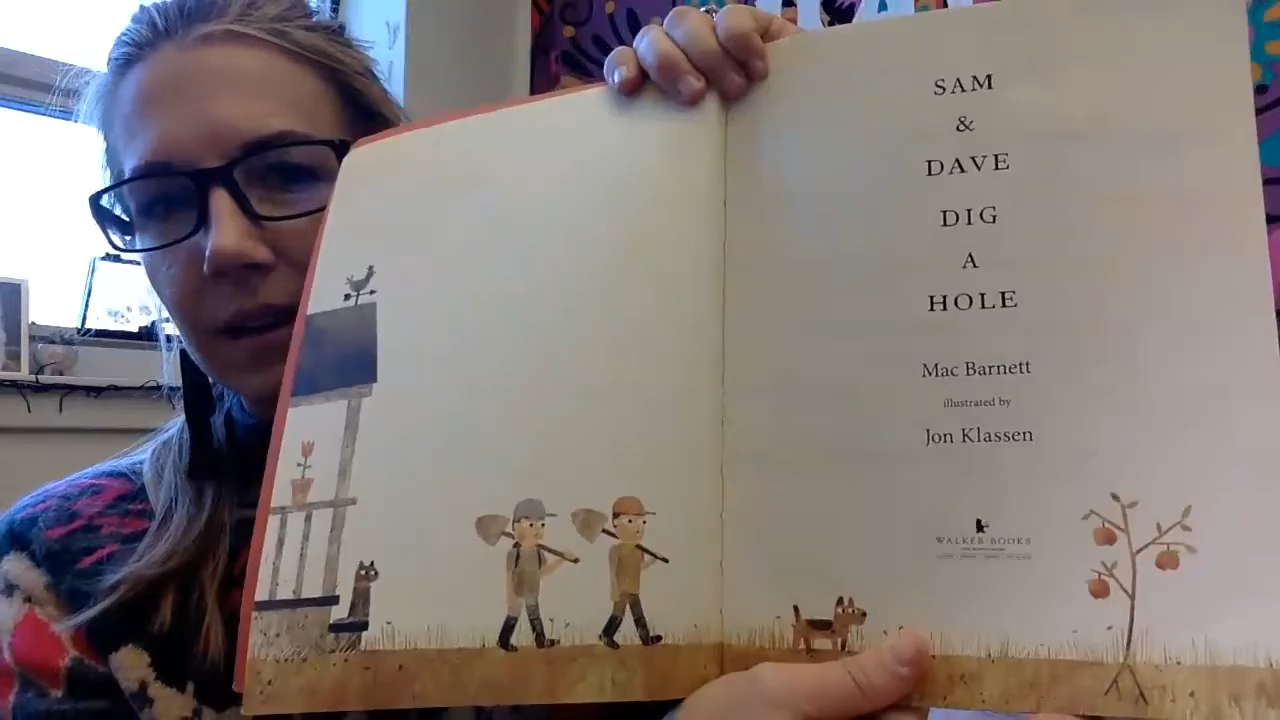 SAM
&
DAVE
DIG
A
HOLE
Mac Barnett
illustrated by
Jon Klassen
WALKER BOOKS